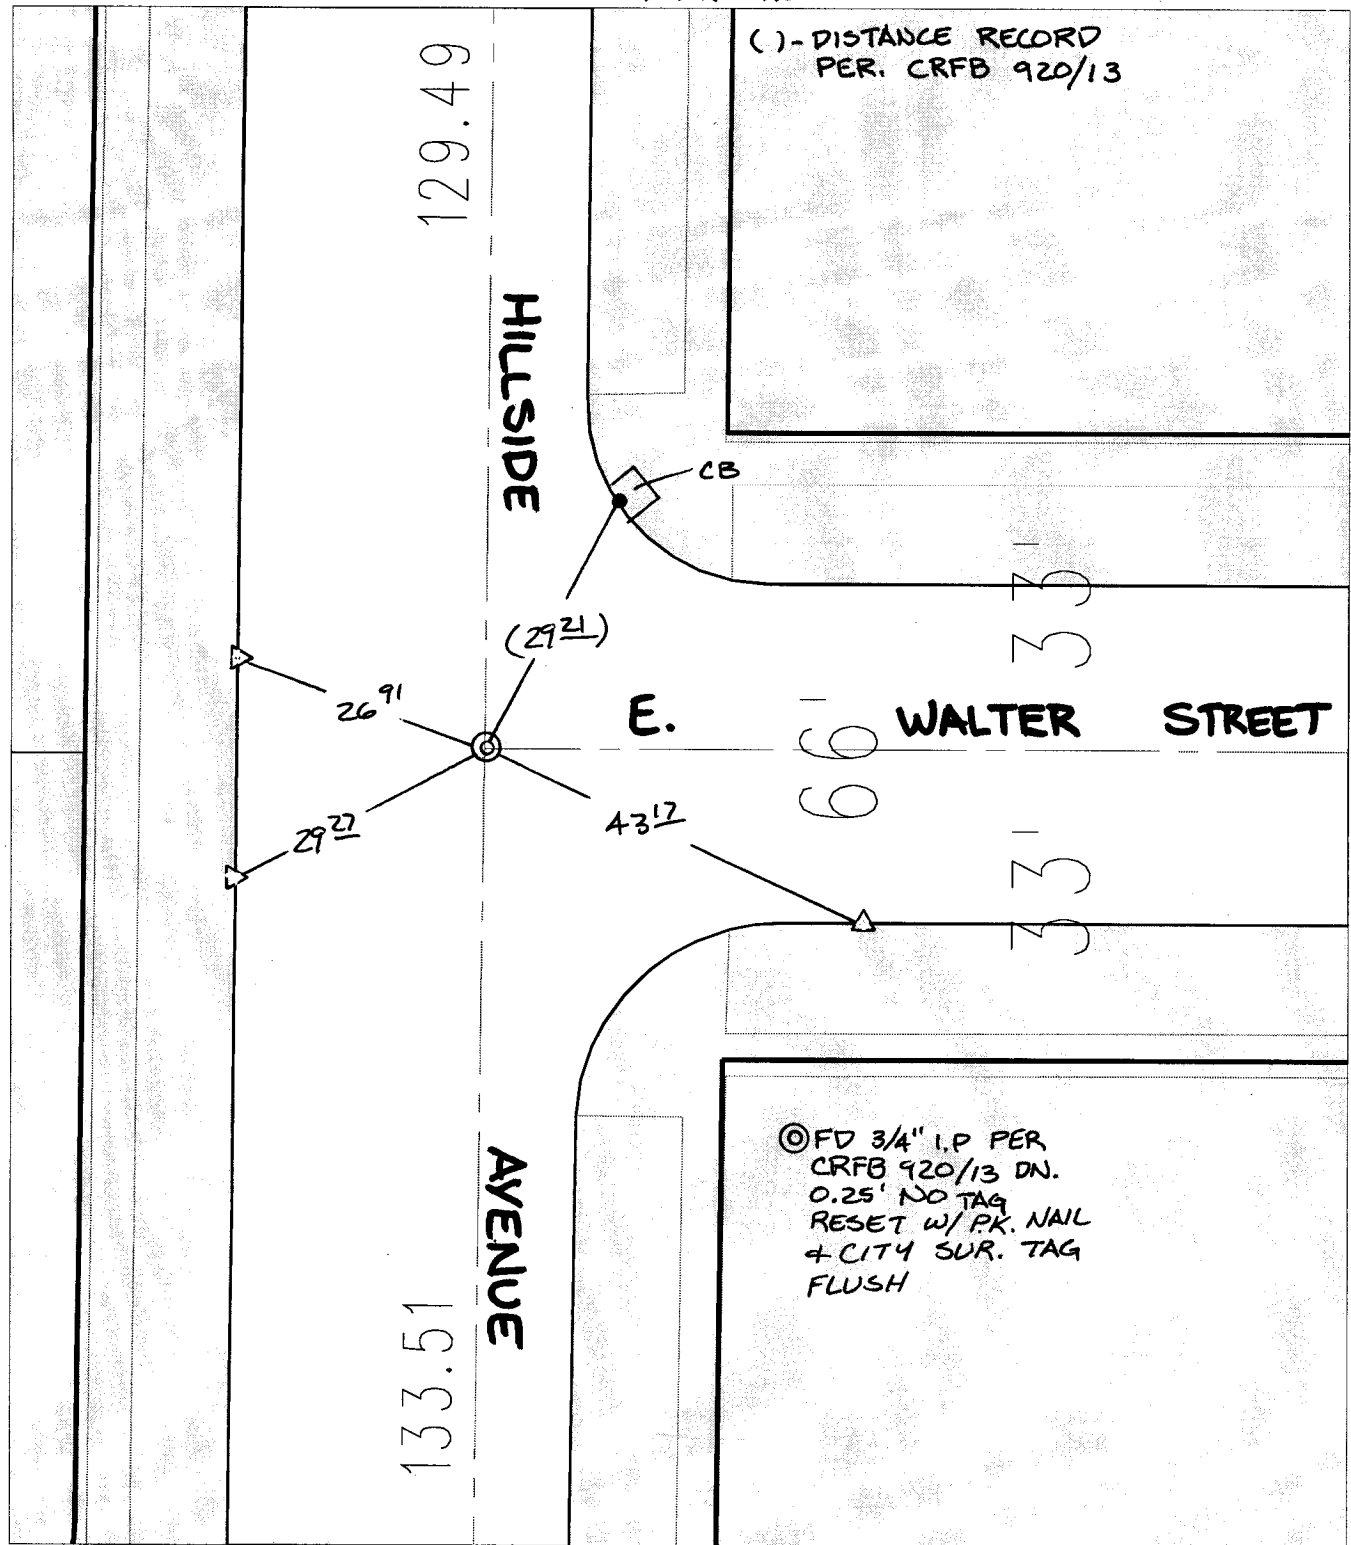 ( )- DISTANCE RECORD
PER. CRFB 920/13
129.49
HILLSIDE
CB
(29 21)
26 91
E. WALTER STREET
33'
66'
33'
29 27
43 17
AVENUE
133.51
FD 3/4" I.P PER
CRFB 920/13 DN.
0.25' NO TAG
RESET W/ P.K. NAIL
& CITY SUR. TAG
FLUSH